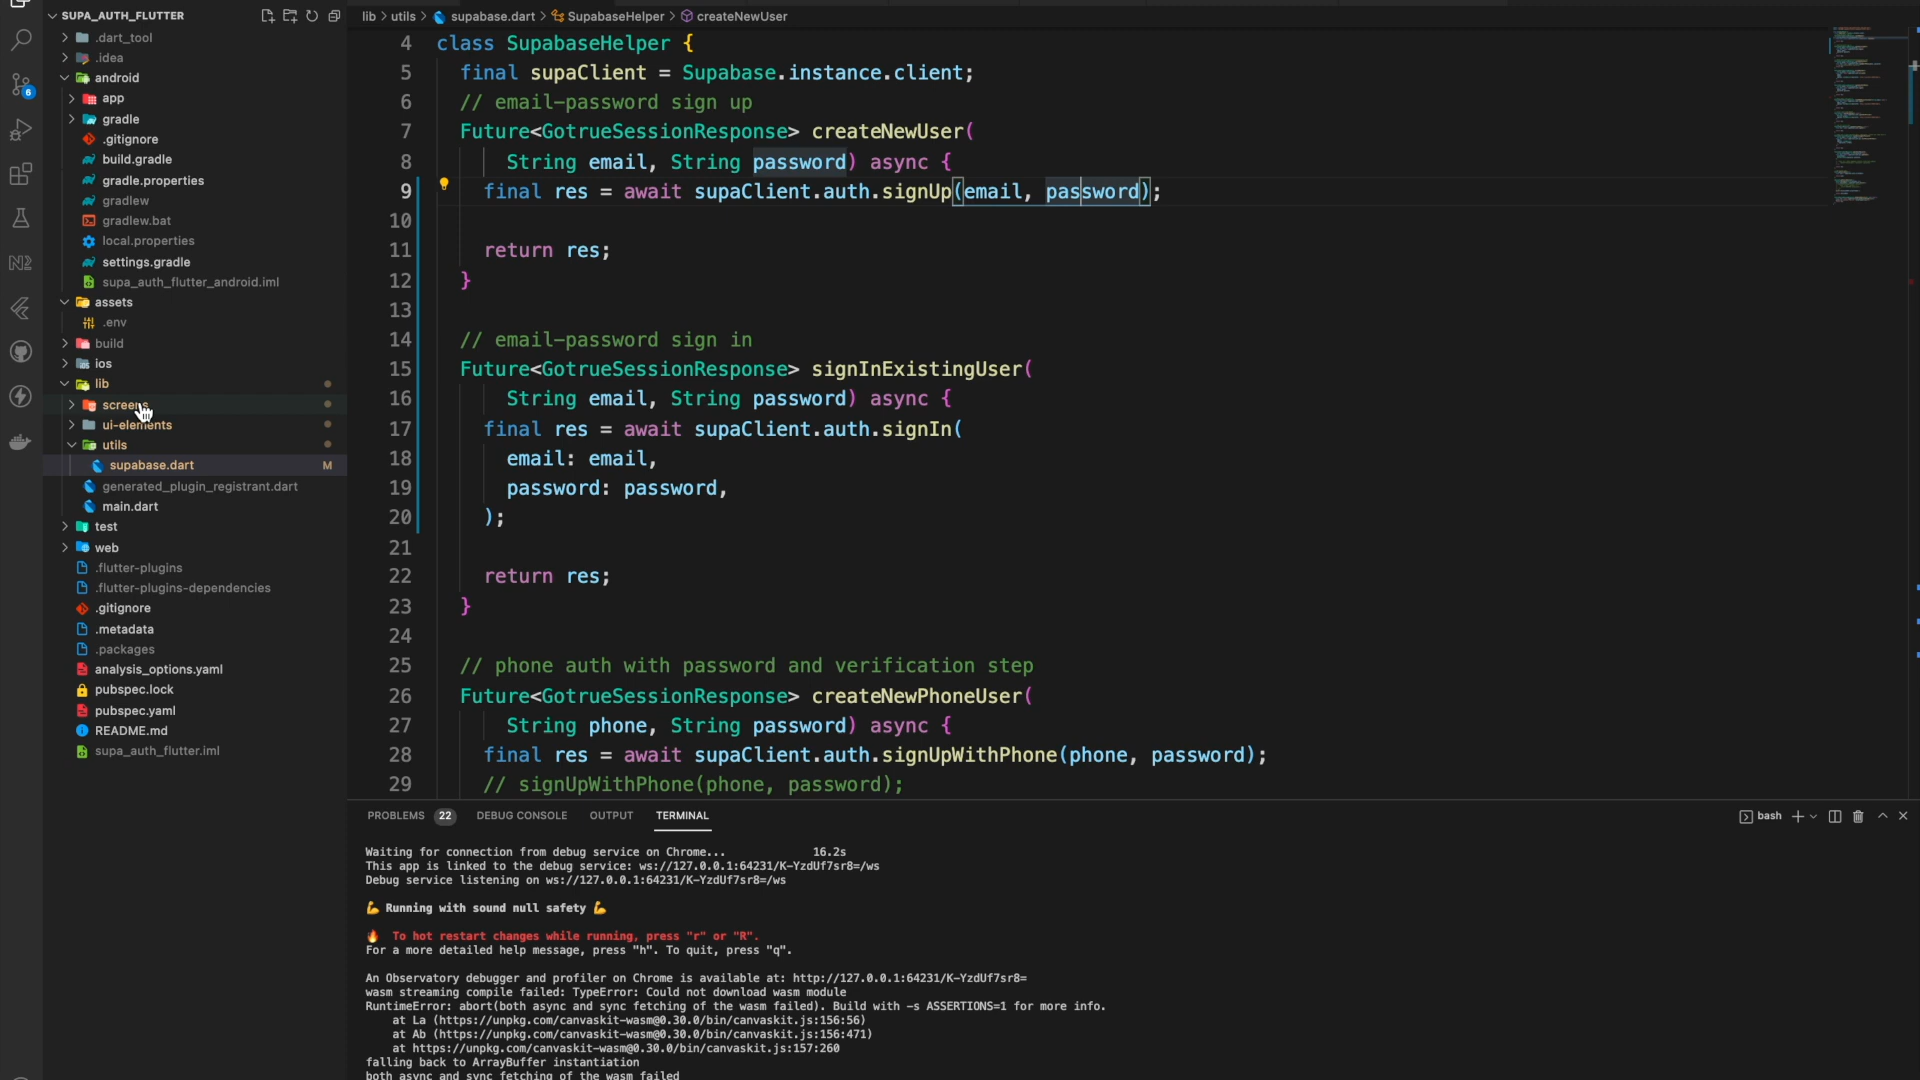 SUPA_AUTH_FLUTTER
.dart_tool
.idea
android
app
gradle
.gitignore
build.gradle
gradle.properties
gradlew
gradlew.bat
local.properties
settings.gradle
supa_auth_flutter_android.iml
assets
.env
build
ios
lib
screens
ui-elements
utils
supabase.dart M
generated_plugin_registrant.dart
main.dart
test
web
.flutter-plugins
.flutter-plugins-dependencies
.gitignore
.metadata
.packages
analysis_options.yaml
pubspec.lock
pubspec.yaml
README.md
supa_auth_flutter.iml
6
lib > utils > supabase.dart > SupabaseHelper > createNewUser
4 class SupabaseHelper {
5 final supaClient = Supabase.instance.client;
6 // email-password sign up
7 Future<GotrueSessionResponse> createNewUser(
8 String email, String password) async {
9 final res = await supaClient.auth.signUp(email, password);
10
11 return res;
12 }
13
14 // email-password sign in
15 Future<GotrueSessionResponse> signInExistingUser(
16 String email, String password) async {
17 final res = await supaClient.auth.signIn(
18 email: email,
19 password: password,
20 );
21
22 return res;
23 }
24
25 // phone auth with password and verification step
26 Future<GotrueSessionResponse> createNewPhoneUser(
27 String phone, String password) async {
28 final res = await supaClient.auth.signUpWithPhone(phone, password);
29 // signUpWithPhone(phone, password);
PROBLEMS 22 DEBUG CONSOLE OUTPUT TERMINAL bash
Waiting for connection from debug service on Chrome... 16.2s
This app is linked to the debug service: ws://127.0.0.1:64231/K-YzdUf7sr8=/ws
Debug service listening on ws://127.0.0.1:64231/K-YzdUf7sr8=/ws
💪 Running with sound null safety 💪
🔥 To hot restart changes while running, press "r" or "R".
For a more detailed help message, press "h". To quit, press "q".
An Observatory debugger and profiler on Chrome is available at: http://127.0.0.1:64231/K-YzdUf7sr8=
wasm streaming compile failed: TypeError: Could not download wasm module
RuntimeError: abort(both async and sync fetching of the wasm failed). Build with -s ASSERTIONS=1 for more info.
at La (https://unpkg.com/canvaskit-wasm@0.30.0/bin/canvaskit.js:156:56)
at Ab (https://unpkg.com/canvaskit-wasm@0.30.0/bin/canvaskit.js:156:471)
at https://unpkg.com/canvaskit-wasm@0.30.0/bin/canvaskit.js:157:260
falling back to ArrayBuffer instantiation
both async and sync fetching of the wasm failed